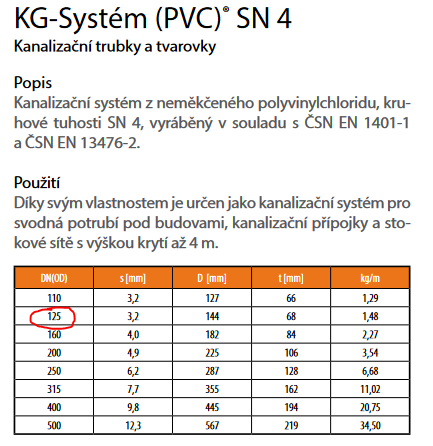 KG-Systém (PVC)® SN 4
Kanalizační trubky a tvarovky
Popis
Kanalizační systém z neměkčeného polyvinylchloridu, kru-
hové tuhosti SN 4, vyráběný v souladu s ČSN EN 1401-1
a ČSN EN 13476-2.
Použití
Díky svým vlastnostem je určen jako kanalizační systém pro
svodná potrubí pod budovami, kanalizační přípojky a sto-
kové sítě s výškou krytí až 4 m.
DN(OD) s [mm] D [mm] t [mm] kg/m
110 3,2 127 66 1,29
125 3,2 144 68 1,48
160 4,0 182 84 2,27
200 4,9 225 106 3,54
250 6,2 287 128 6,68
315 7,7 355 162 11,02
400 9,8 445 194 20,75
500 12,3 567 219 34,50